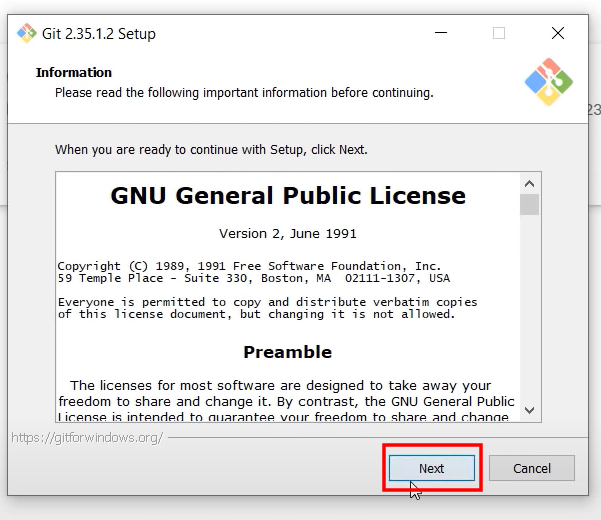 Git 2.35.1.2 Setup
Information
Please read the following important information before continuing.
23
When you are ready to continue with Setup, click Next.
GNU General Public License
Version 2, June 1991
Copyright (C) 1989, 1991 Free Software Foundation, Inc.
59 Temple Place - Suite 330, Boston, MA  02111-1307, USA
Everyone is permitted to copy and distribute verbatim copies
of this license document, but changing it is not allowed.
Preamble
The licenses for most software are designed to take away your
freedom to share and change it. By contrast, the GNU General Public
License is intended to guarantee your freedom to share and change
https://gitforwindows.org/
Next
Cancel